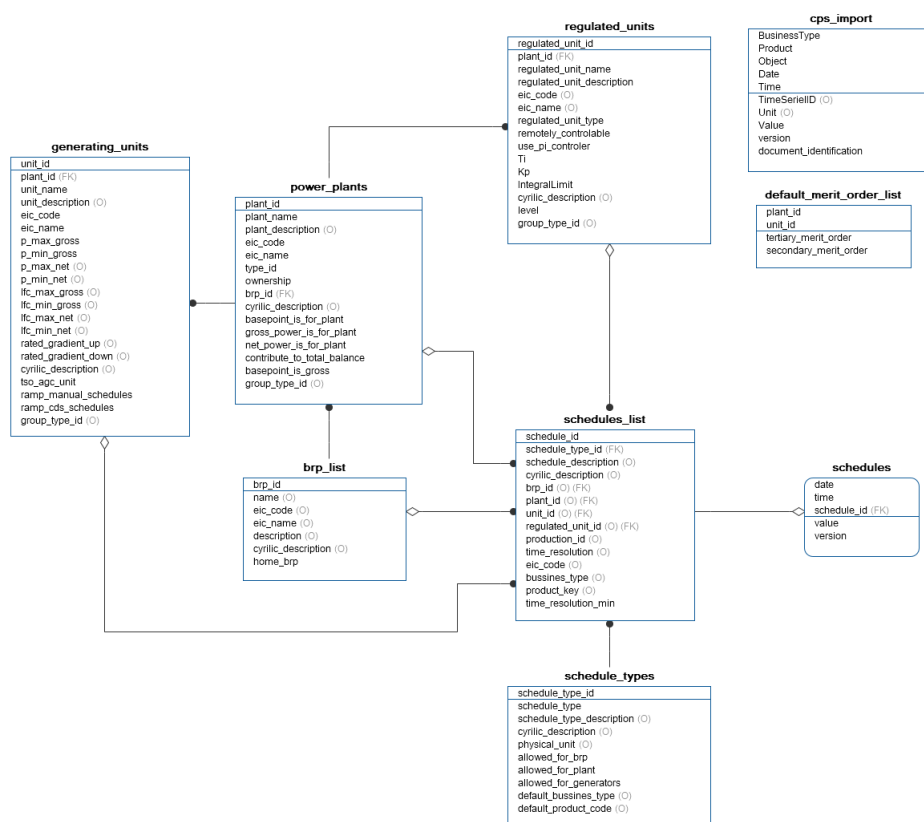 regulated_units
regulated_unit_id
plant_id (FK)
regulated_unit_name
regulated_unit_description
eic_code (O)
eic_name (O)
regulated_unit_type
remotely_controlable
use_pi_controler
Ti
Kp
IntegralLimit
cyrilic_description (O)
level
group_type_id (O)
cps_import
BusinessType
Product
Object
Date
Time
TimeSerielID (O)
Unit (O)
Value
version
document_identification
generating_units
unit_id
plant_id (FK)
unit_name
unit_description (O)
eic_code
eic_name
p_max_gross
p_min_gross
p_max_net (O)
p_min_net (O)
lfc_max_gross (O)
lfc_min_gross (O)
lfc_max_net (O)
lfc_min_net (O)
rated_gradient_up (O)
rated_gradient_down (O)
cyrilic_description (O)
tso_agc_unit
ramp_manual_schedules
ramp_cds_schedules
group_type_id (O)
power_plants
plant_id
plant_name
plant_description (O)
eic_code
eic_name
type_id
ownership
brp_id (FK)
cyrilic_description (O)
basepoint_is_for_plant
gross_power_is_for_plant
net_power_is_for_plant
contribute_to_total_balance
basepoint_is_gross
group_type_id (O)
default_merit_order_list
plant_id
unit_id
tertiary_merit_order
secondary_merit_order
brp_list
brp_id
name (O)
eic_code (O)
eic_name (O)
description (O)
cyrilic_description (O)
home_brp
schedules_list
schedule_id
schedule_type_id (FK)
schedule_description (O)
cyrilic_description (O)
brp_id (O) (FK)
plant_id (O) (FK)
unit_id (O) (FK)
regulated_unit_id (O) (FK)
production_id (O)
time_resolution (O)
eic_code (O)
bussines_type (O)
product_key (O)
time_resolution_min
schedules
date
time
schedule_id (FK)
value
version
schedule_types
schedule_type_id
schedule_type
schedule_type_description (O)
cyrilic_description (O)
physical_unit (O)
allowed_for_brp
allowed_for_plant
allowed_for_generators
default_bussines_type (O)
default_product_code (O)